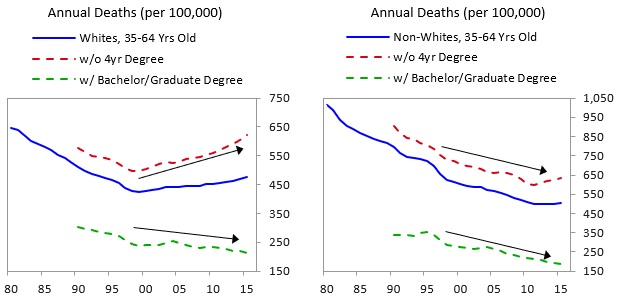 Annual Deaths (per 100,000)
Whites, 35-64 Yrs Old
w/o 4yr Degree
w/ Bachelor/Graduate Degree
750
650
550
450
350
250
150
80 85 90 95 00 05 10 15
Annual Deaths (per 100,000)
Non-Whites, 35-64 Yrs Old
w/o 4yr Degree
w/ Bachelor/Graduate Degree
1,050
950
850
750
650
550
450
350
250
150
80 85 90 95 00 05 10 15